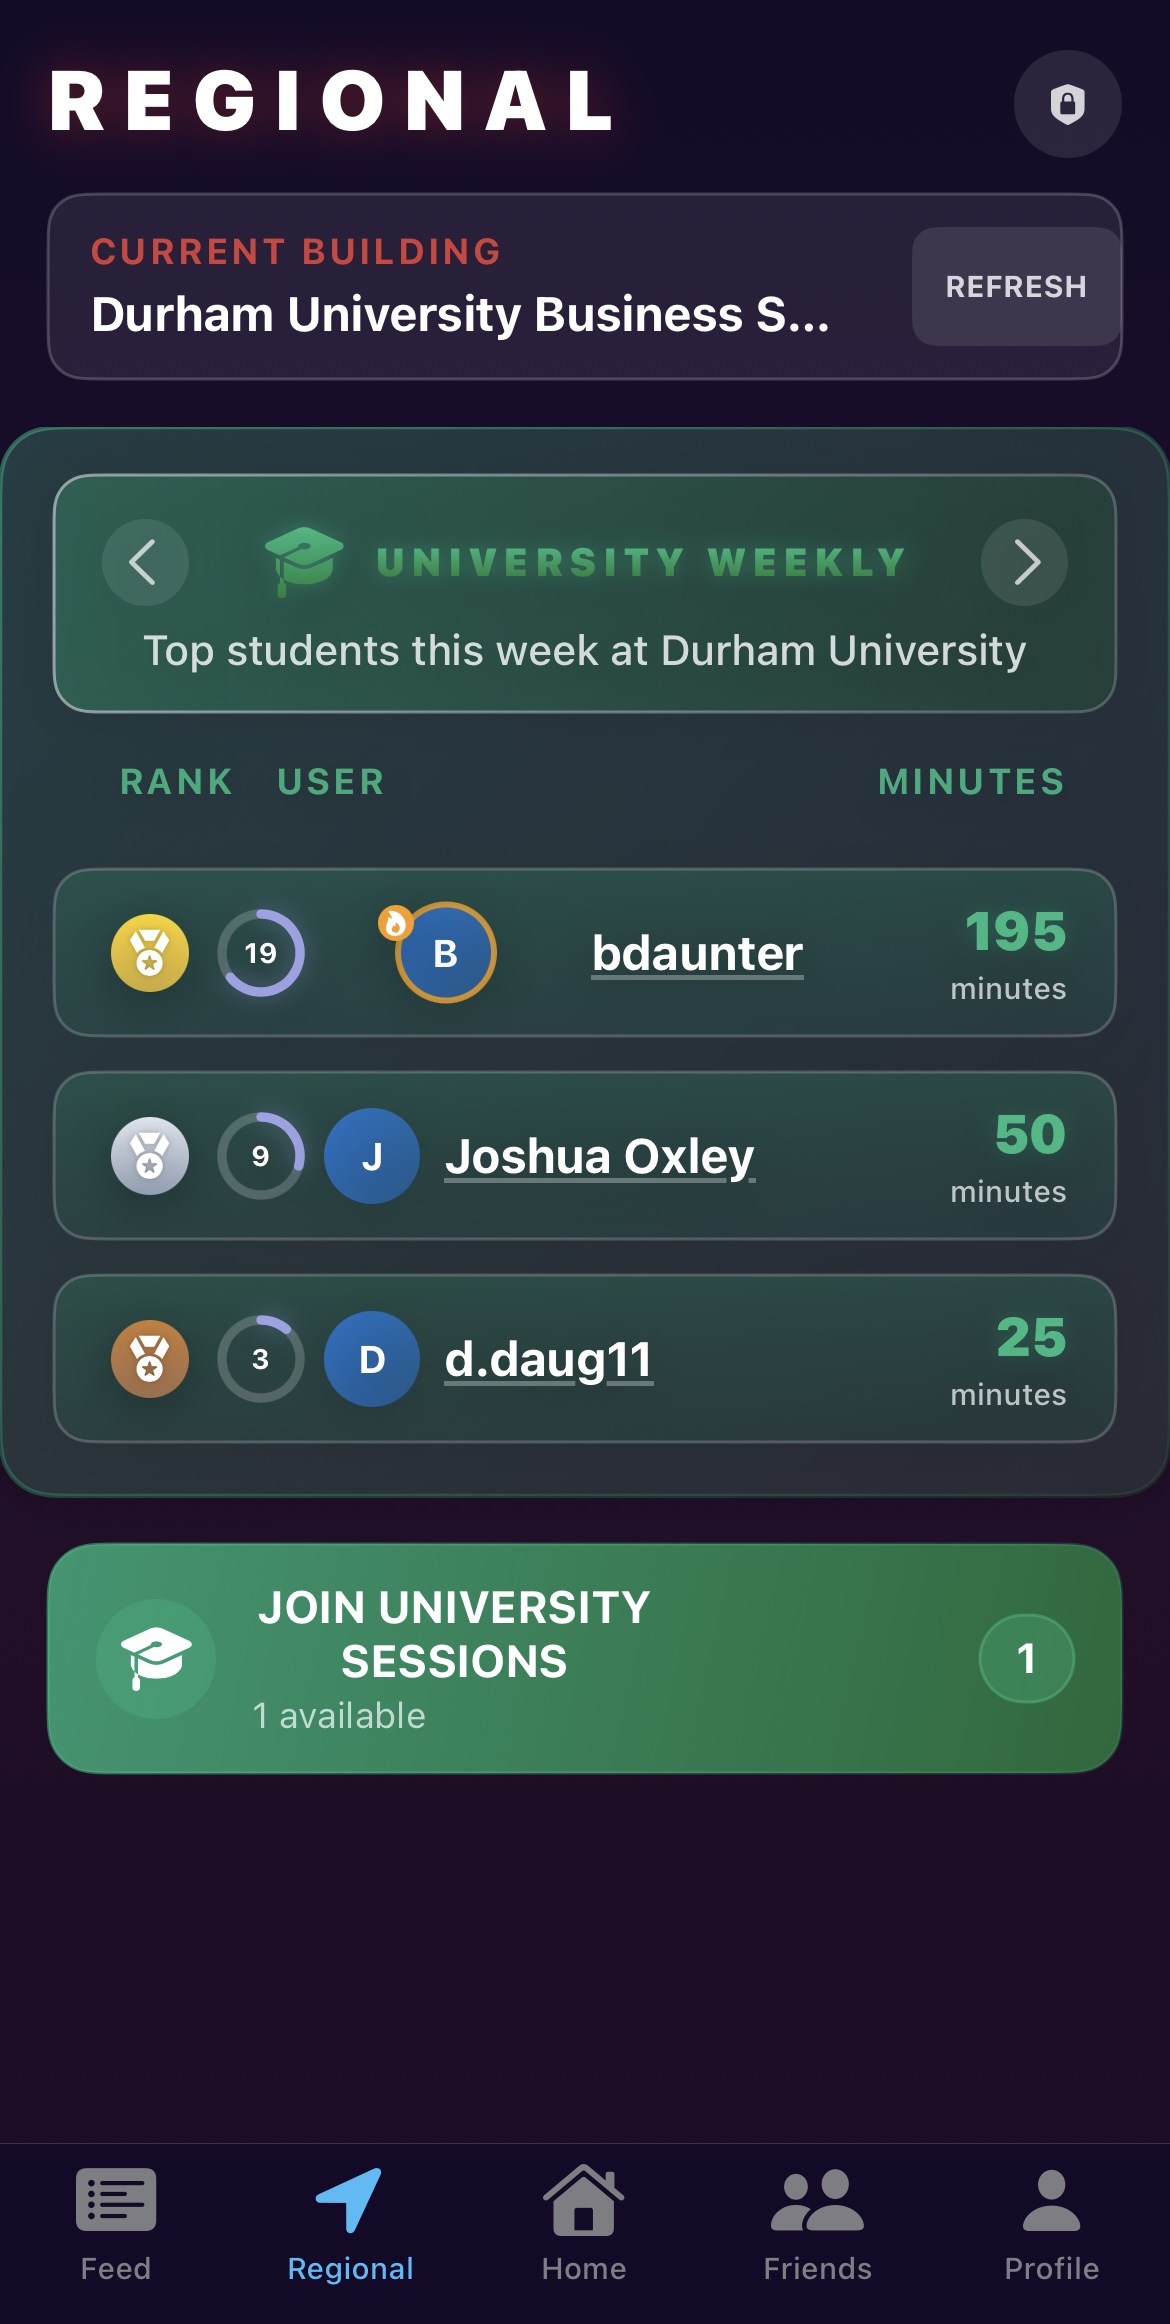 REGIONAL
CURRENT BUILDING
Durham University Business S...
REFRESH
UNIVERSITY WEEKLY
Top students this week at Durham University
RANK USER MINUTES
19 B bdaunter 195
minutes
9 J Joshua Oxley 50
minutes
3 D d.daug11 25
minutes
JOIN UNIVERSITY
SESSIONS
1 available
1
Feed Regional Home Friends Profile